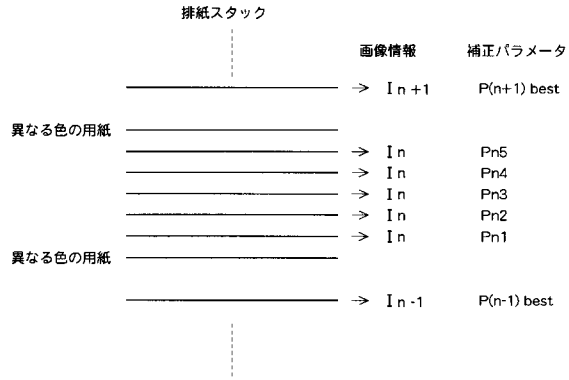 排紙スタック
画像情報 補正パラメータ
→ I n +1 P(n+1) best
異なる色の用紙
→ I n Pn5
→ I n Pn4
→ I n Pn3
→ I n Pn2
→ I n Pn1
異なる色の用紙
→ I n -1 P(n-1) best